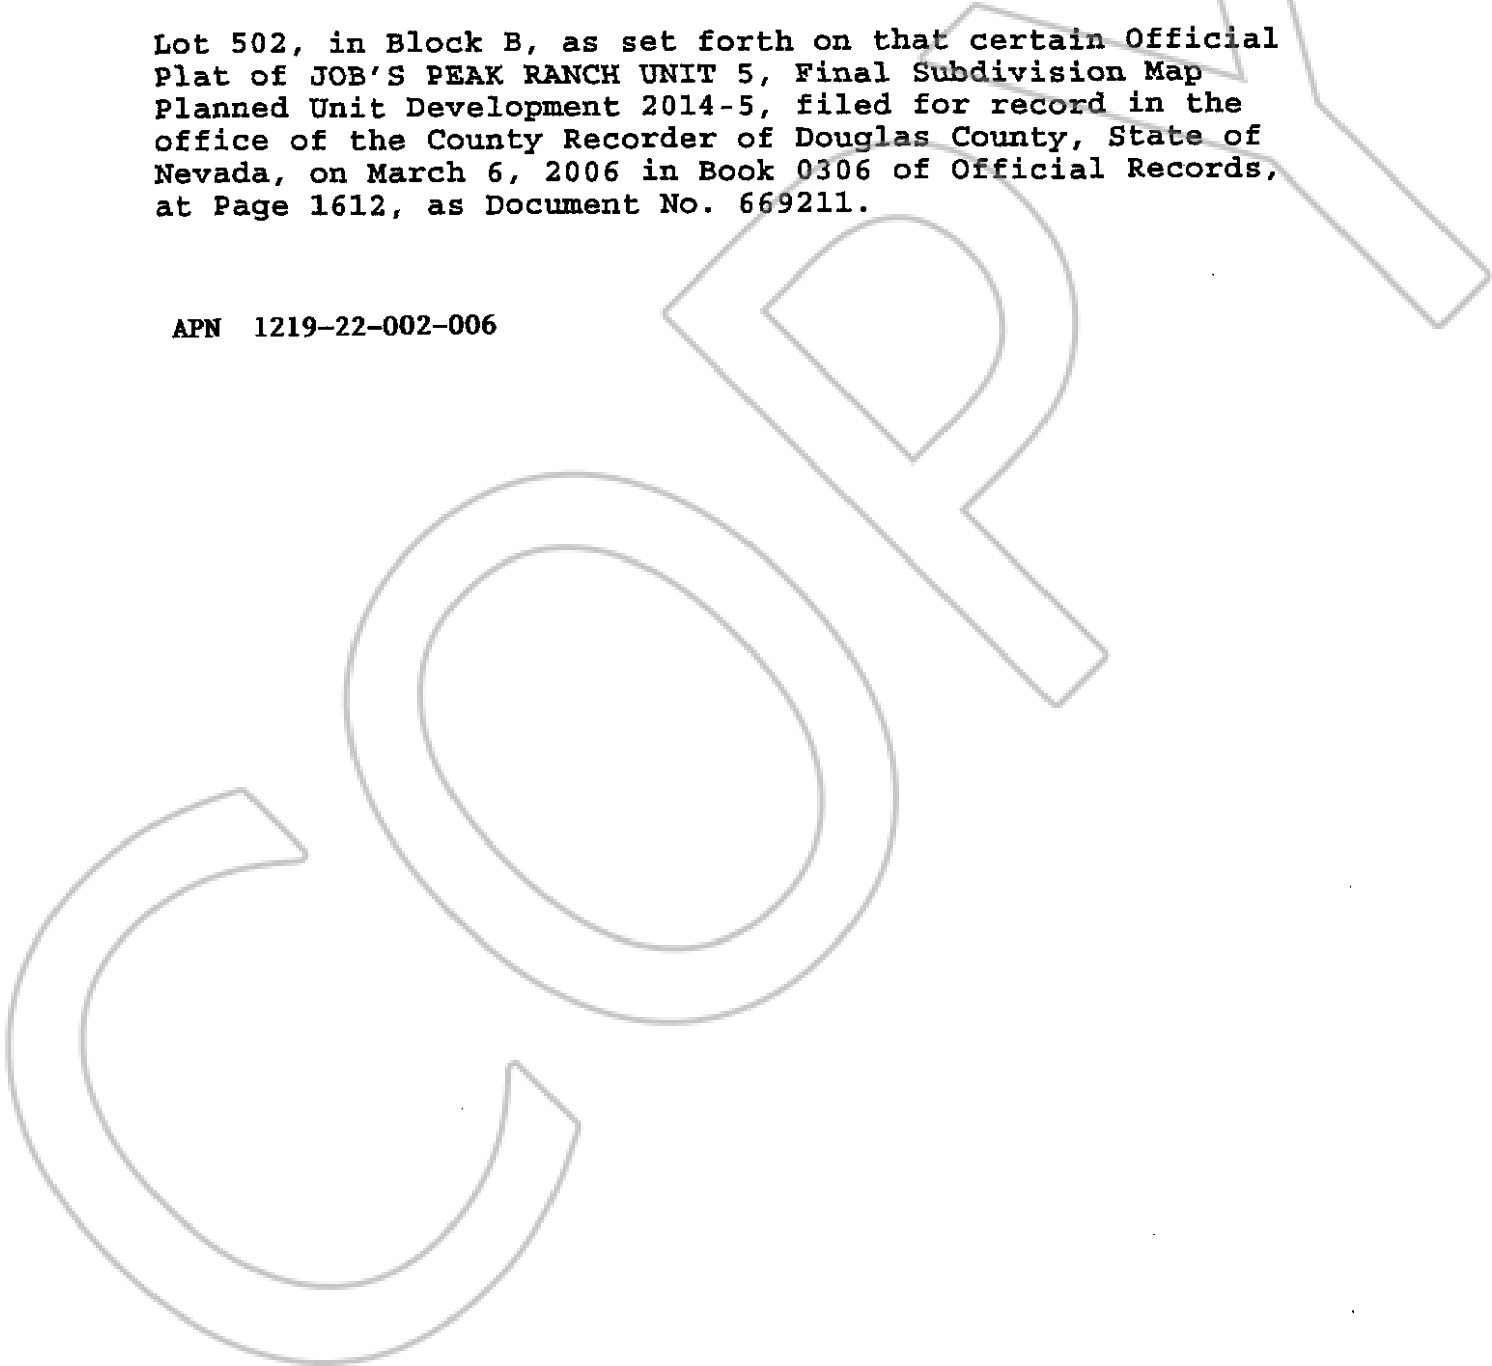 Lot 502, in Block B, as set forth on that certain Official
Plat of JOB'S PEAK RANCH UNIT 5, Final Subdivision Map
Planned Unit Development 2014-5, filed for record in the
office of the County Recorder of Douglas County, State of
Nevada, on March 6, 2006 in Book 0306 of Official Records,
at Page 1612, as Document No. 669211.
APN 1219-22-002-006
COPY